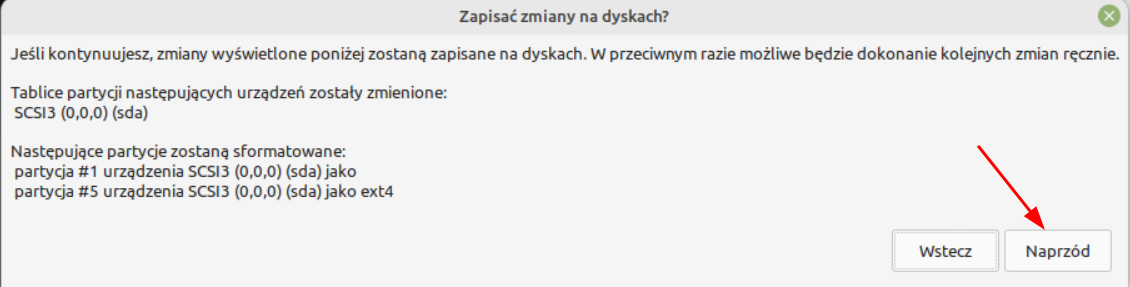 Zapisać zmiany na dyskach?
Jeśli kontynuujesz, zmiany wyświetlone poniżej zostaną zapisane na dyskach. W przeciwnym razie możliwe będzie dokonanie kolejnych zmian ręcznie.
Tablice partycji następujących urządzeń zostały zmienione:
SCSI3 (0,0,0) (sda)
Następujące partycje zostaną sformatowane:
partycja #1 urządzenia SCSI3 (0,0,0) (sda) jako
partycja #5 urządzenia SCSI3 (0,0,0) (sda) jako ext4
Wstecz
Naprzód